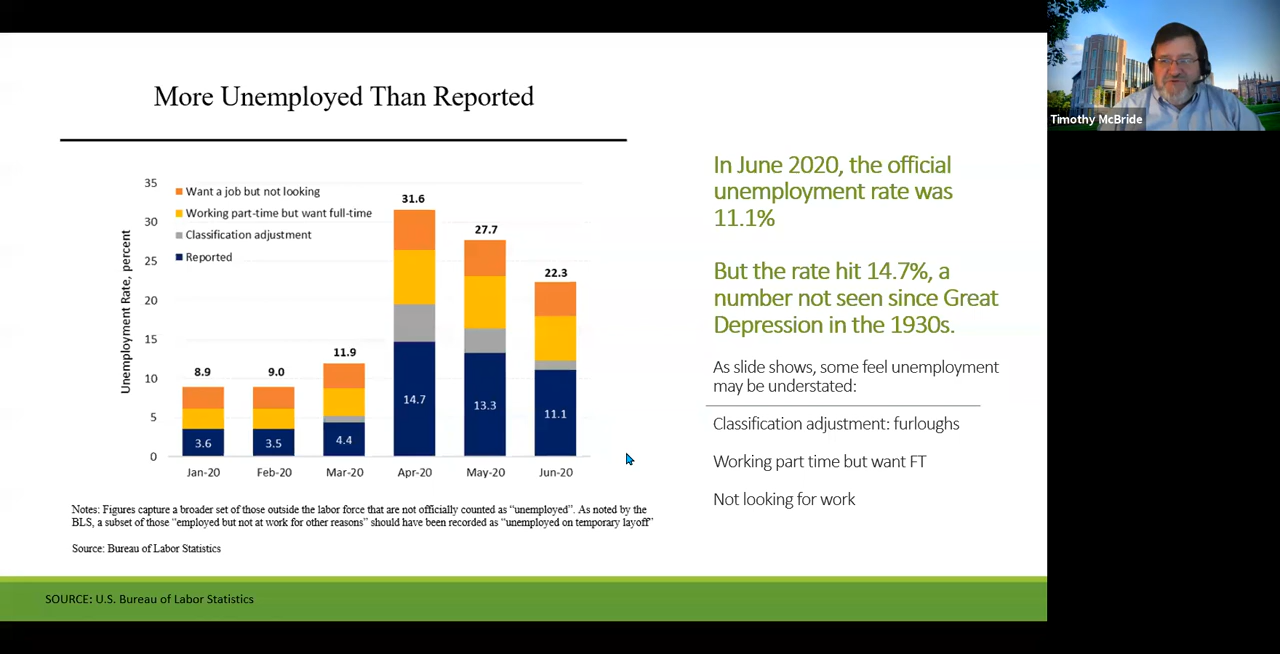 More Unemployed Than Reported
Unemployment Rate, percent
35
30
25
20
15
10
5
0
Want a job but not looking
Working part-time but want full-time
Classification adjustment
Reported
8.9
9.0
11.9
31.6
27.7
22.3
3.6
3.5
4.4
14.7
13.3
11.1
Jan-20
Feb-20
Mar-20
Apr-20
May-20
Jun-20
Notes: Figures capture a broader set of those outside the labor force that are not officially counted as “unemployed”. As noted by the
BLS, a subset of those “employed but not at work for other reasons” should have been recorded as “unemployed on temporary layoff”
Source: Bureau of Labor Statistics
In June 2020, the official
unemployment rate was
11.1%
But the rate hit 14.7%, a
number not seen since Great
Depression in the 1930s.
As slide shows, some feel unemployment
may be understated:
Classification adjustment: furloughs
Working part time but want FT
Not looking for work
SOURCE: U.S. Bureau of Labor Statistics
Timothy McBride